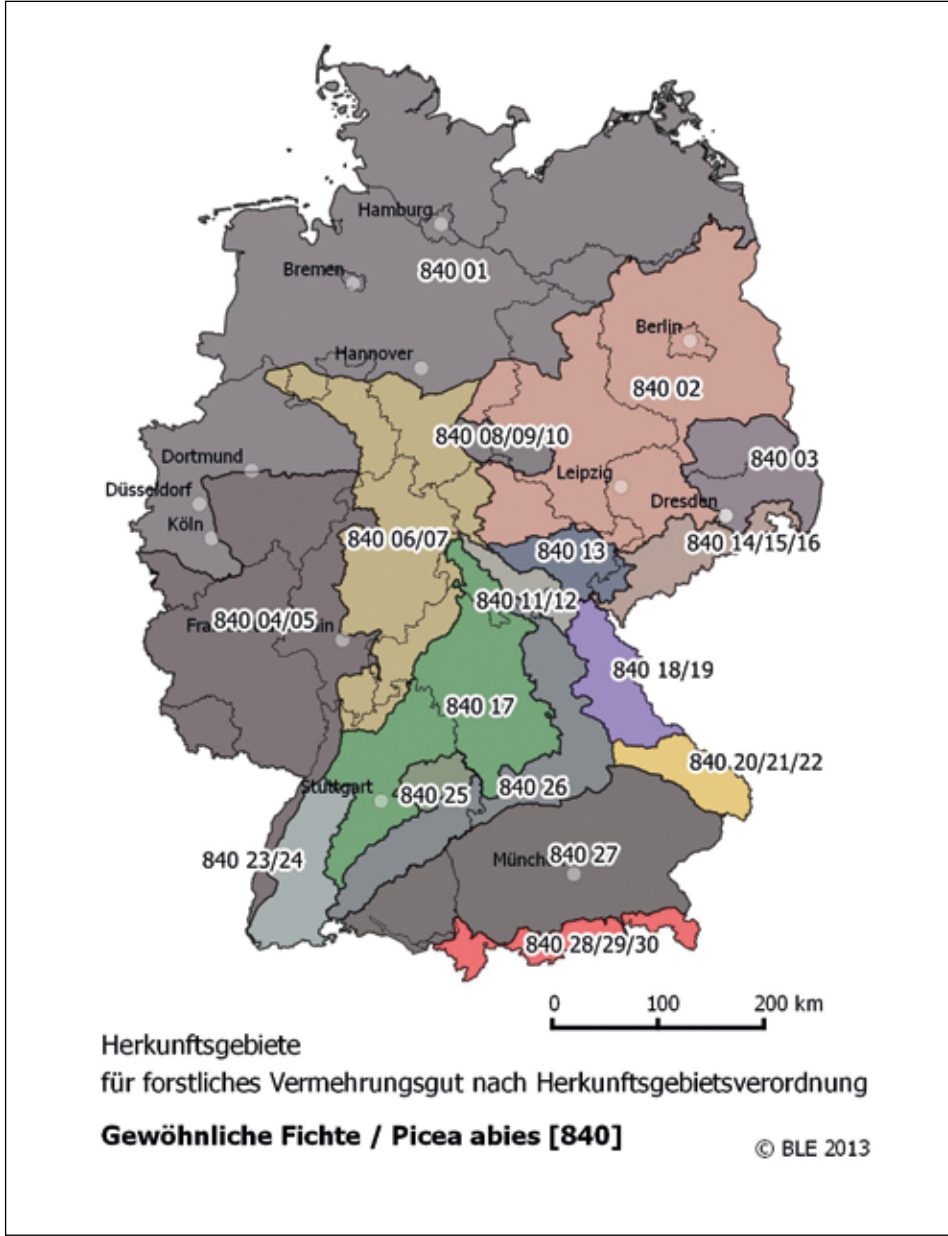 Hamburg
840 01
Bremen
Berlin
Hannover
840 02
840 08/09/10
840 03
Dortmund
Leipzig
Düsseldorf
Dresden
Köln
840 06/07
840 13
840 14/15/16
840 11/12
840 04/05
840 18/19
840 17
840 20/21/22
Stuttgart
840 25
840 26
840 23/24
840 27
840 28/29/30
0 100 200 km
Herkunftsgebiete
für forstliches Vermehrungsgut nach Herkunftsgebietsverordnung
Gewöhnliche Fichte / Picea abies [840]
© BLE 2013